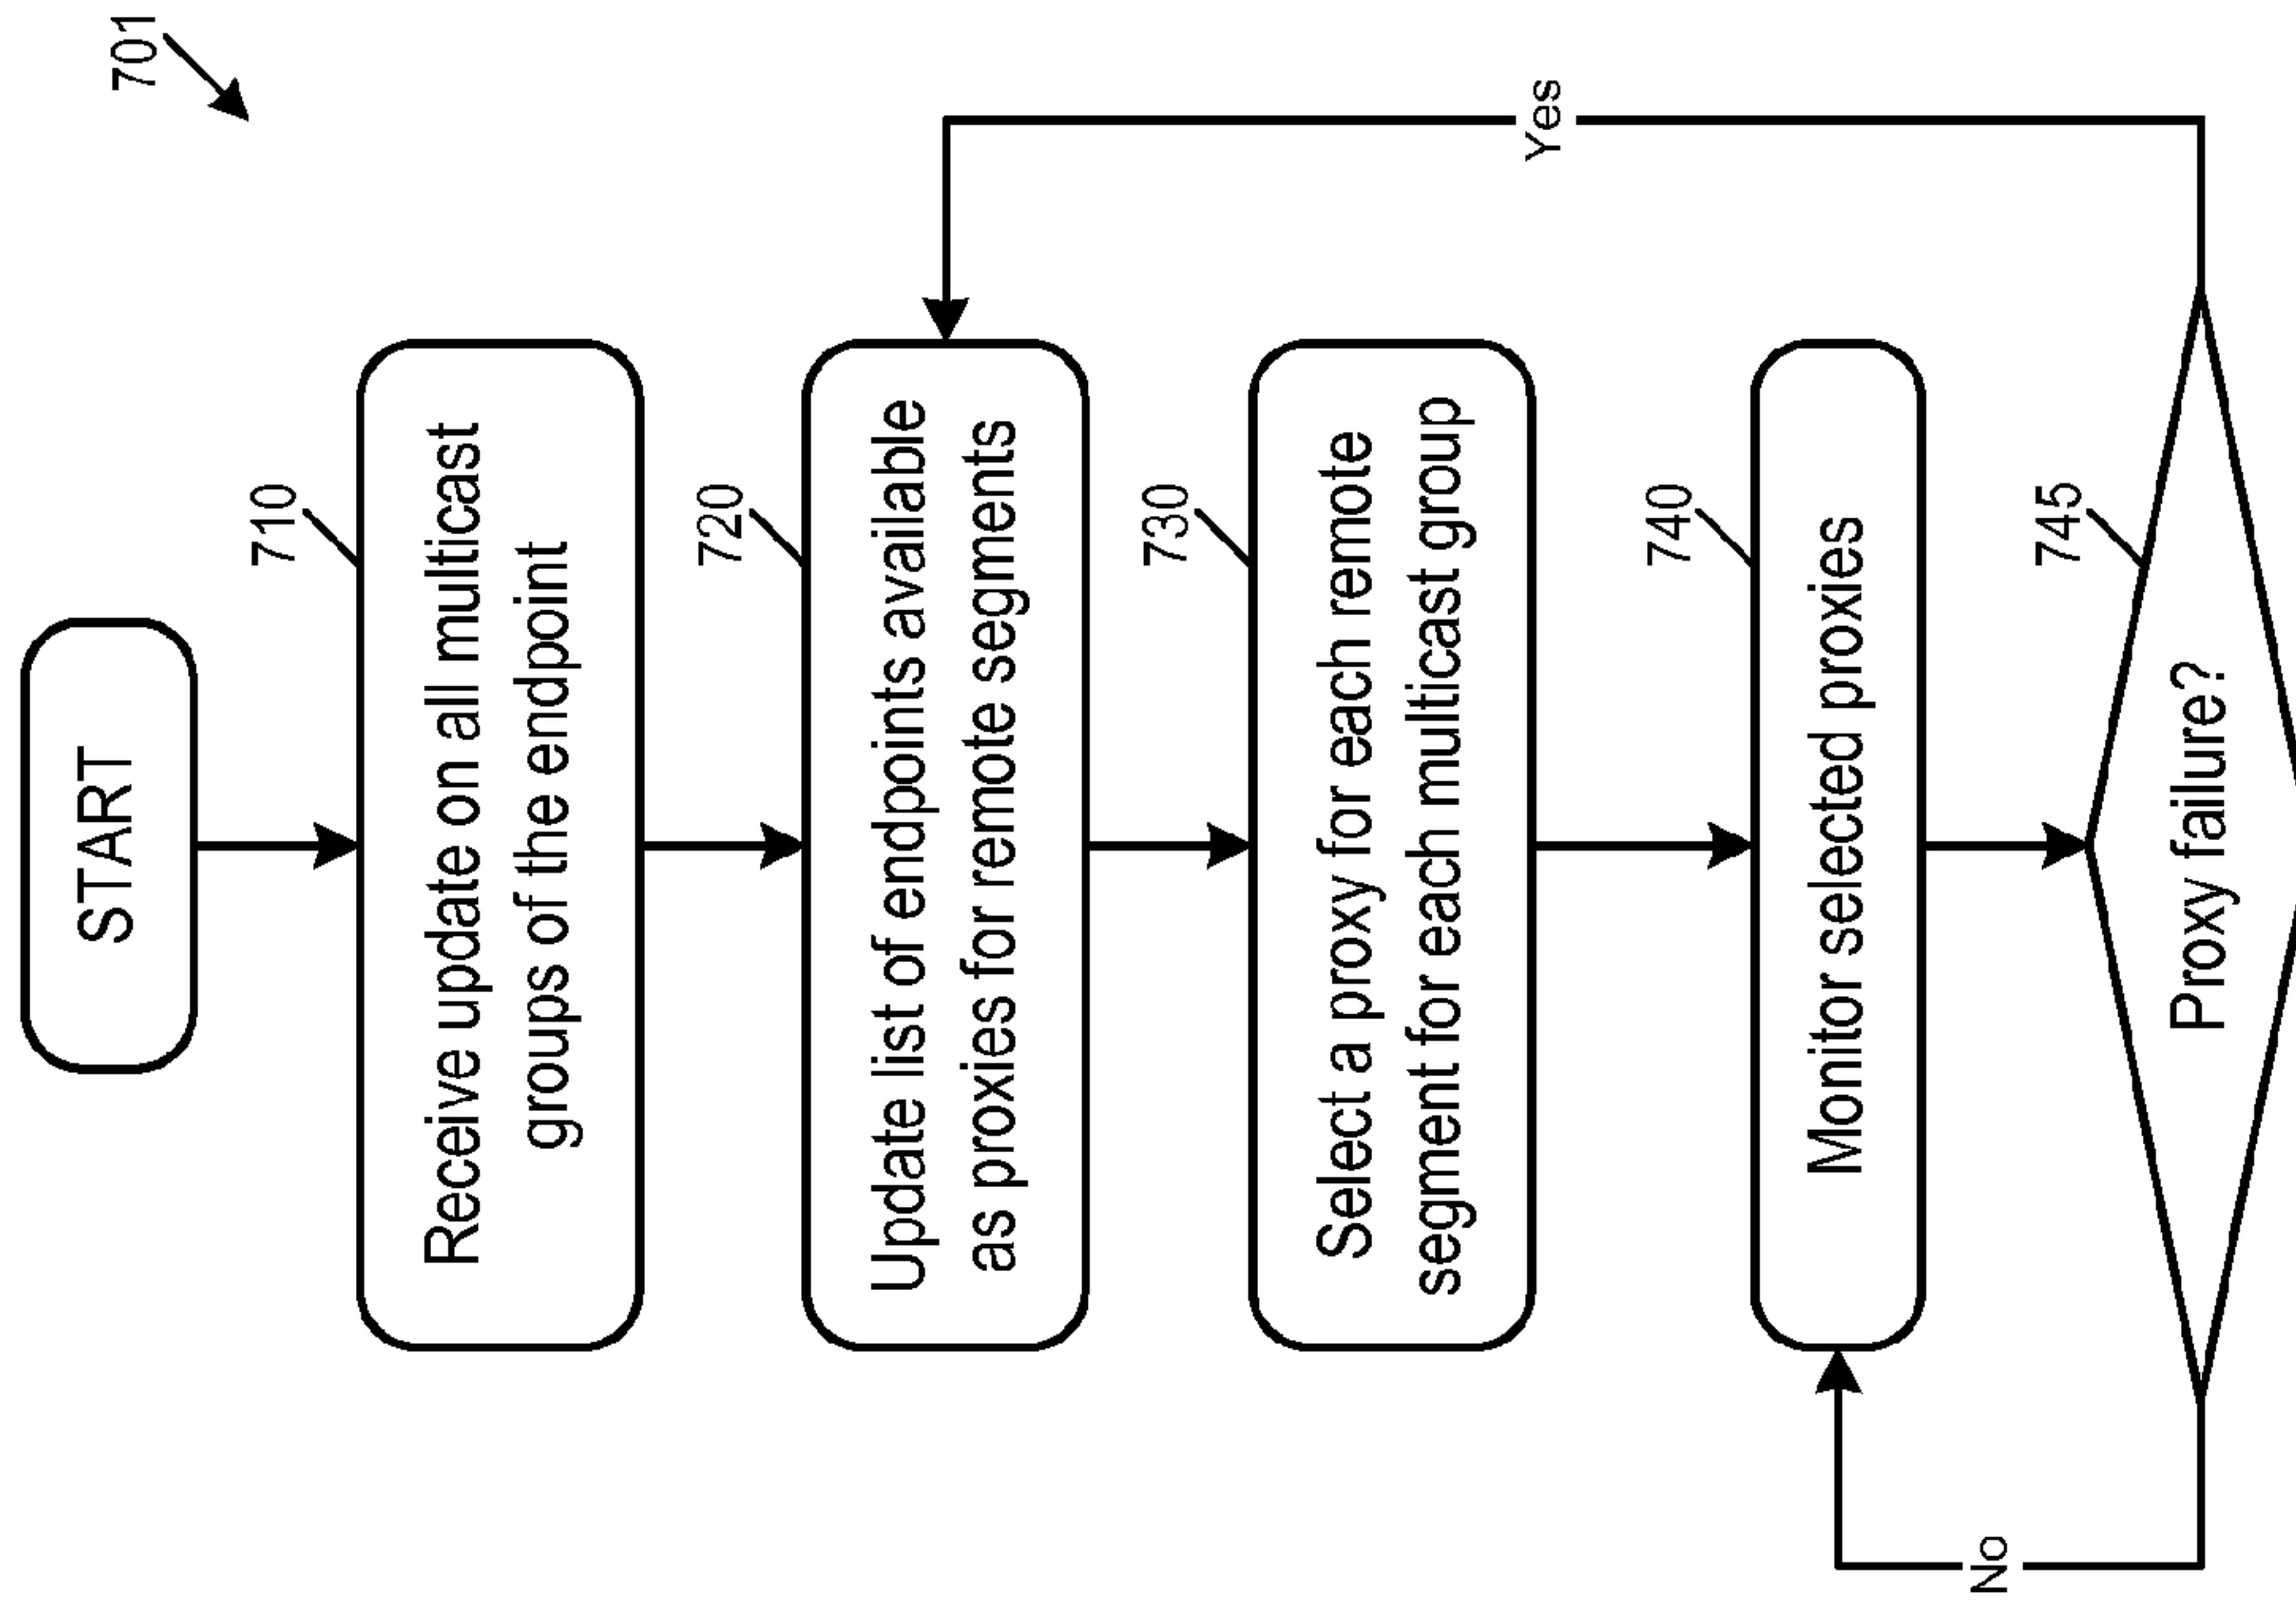 701
START
710
Receive update on all multicast
groups of the endpoint
720
Update list of endpoints available
as proxies for remote segments
730
Select a proxy for each remote
segment for each multicast group
Yes
740
Monitor selected proxies
No
745
Proxy failure?